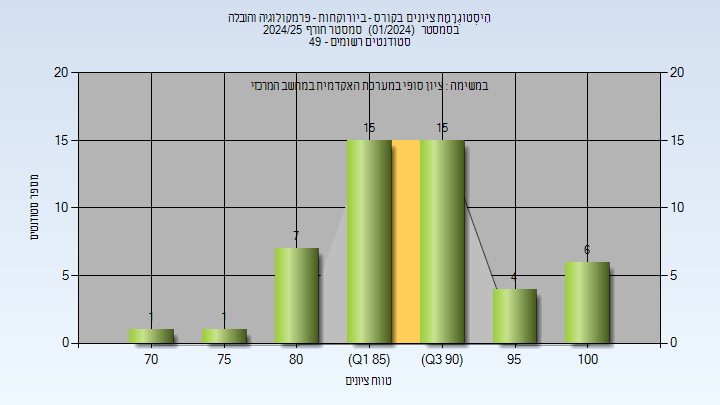 היסטוגרמת ציונים בקורס - ביורוקחות - פרמקולוגיה והובלה
בסמסטר (01/2024) סמסטר חורף 2024/25
סטודנטים רשומים - 49
במשימה : ציון סופי במערכת האקדמית במחשב המרכזי
20
15
10
5
0
מספר סטודנטים
1
1
7
15
15
4
6
20
15
10
5
0
70
75
80
(Q1 85)
(Q3 90)
95
100
טווח ציונים